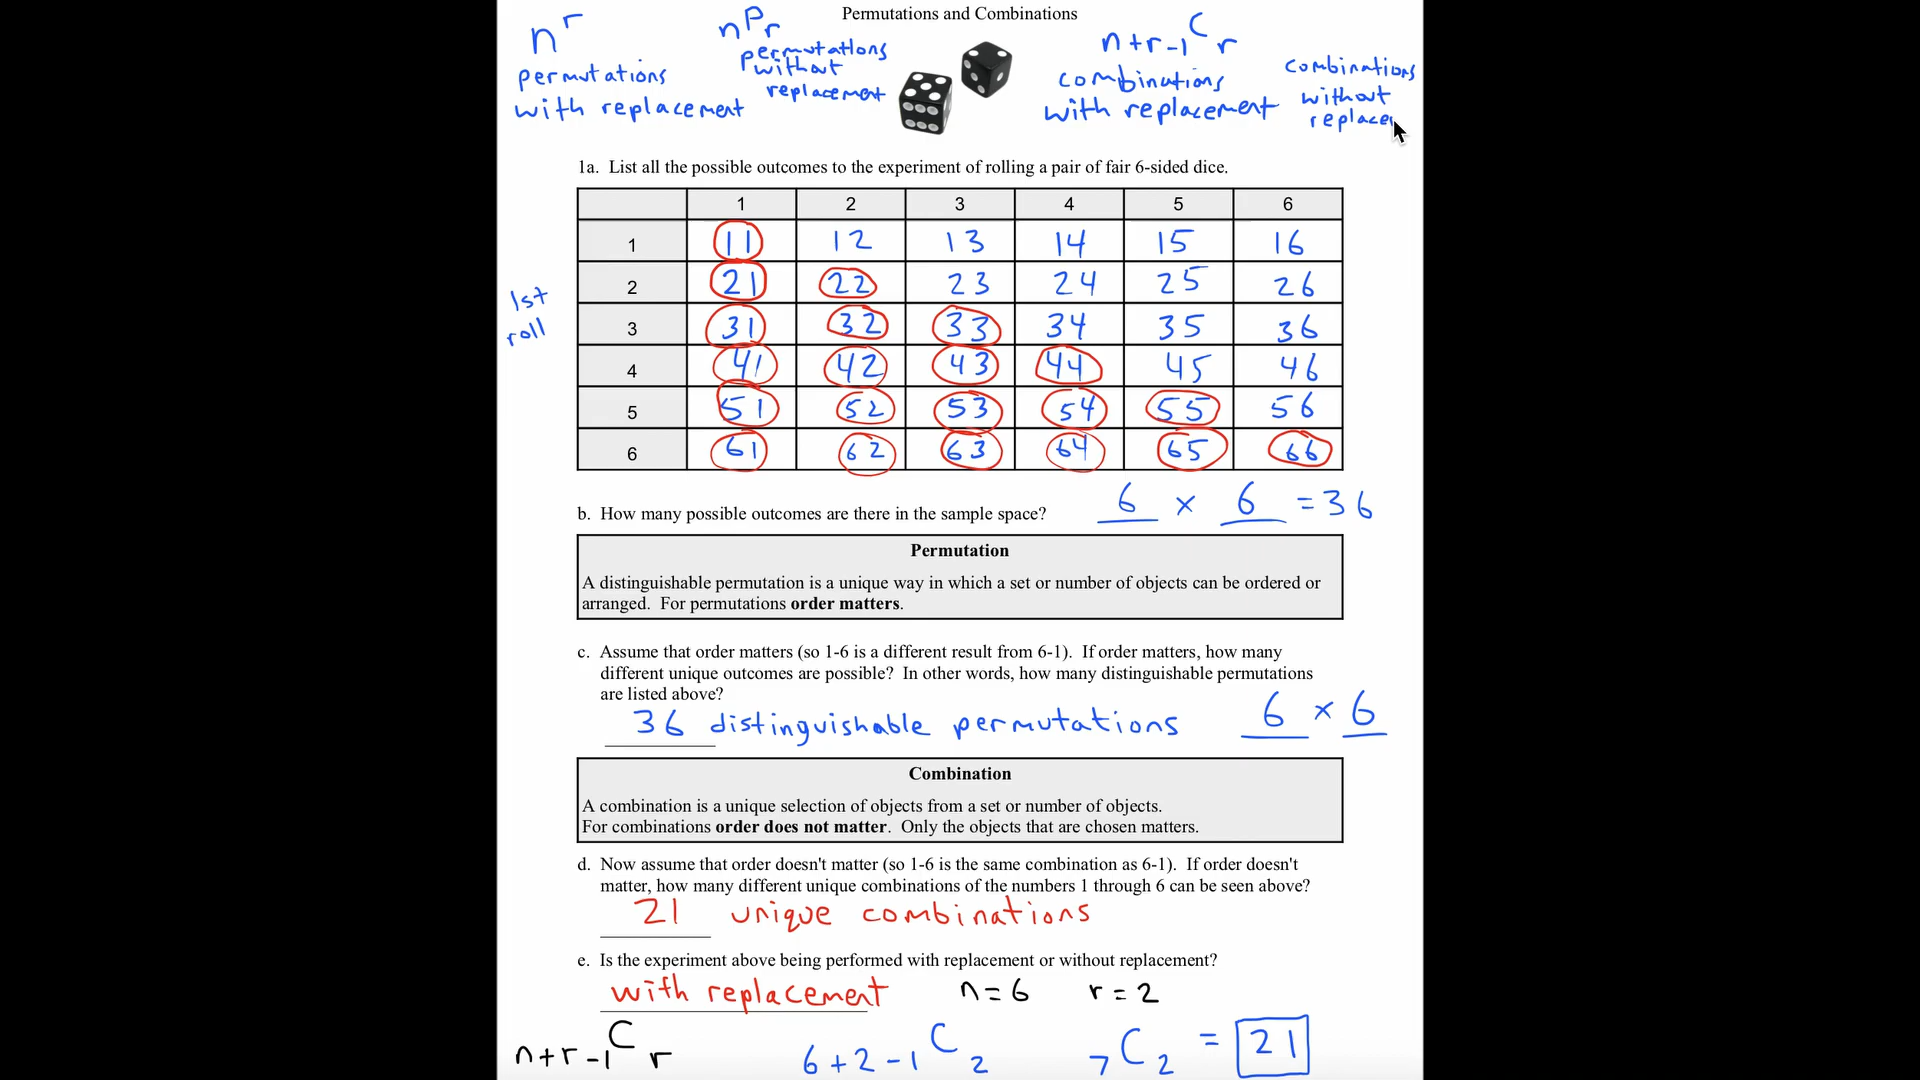 Permutations and Combinations
n^r
permutations
with replacement
nPr
permutations
without
replacement
n+r-1 C r
combinations
with replacement
combinations
without
replace
1a. List all the possible outcomes to the experiment of rolling a pair of fair 6-sided dice.
1 2 3 4 5 6
1 11 12 13 14 15 16
2 21 22 23 24 25 26
1st
roll
3 31 32 33 34 35 36
4 41 42 43 44 45 46
5 51 52 53 54 55 56
6 61 62 63 64 65 66
b. How many possible outcomes are there in the sample space? 6 × 6 = 36
Permutation
A distinguishable permutation is a unique way in which a set or number of objects can be ordered or
arranged. For permutations order matters.
c. Assume that order matters (so 1-6 is a different result from 6-1). If order matters, how many
different unique outcomes are possible? In other words, how many distinguishable permutations
are listed above?
36 distinguishable permutations 6 × 6
Combination
A combination is a unique selection of objects from a set or number of objects.
For combinations order does not matter. Only the objects that are chosen matters.
d. Now assume that order doesn't matter (so 1-6 is the same combination as 6-1). If order doesn't
matter, how many different unique combinations of the numbers 1 through 6 can be seen above?
21 unique combinations
e. Is the experiment above being performed with replacement or without replacement?
with replacement n = 6 r = 2
n+r-1 C r 6+2-1 C 2 7 C 2 = 21